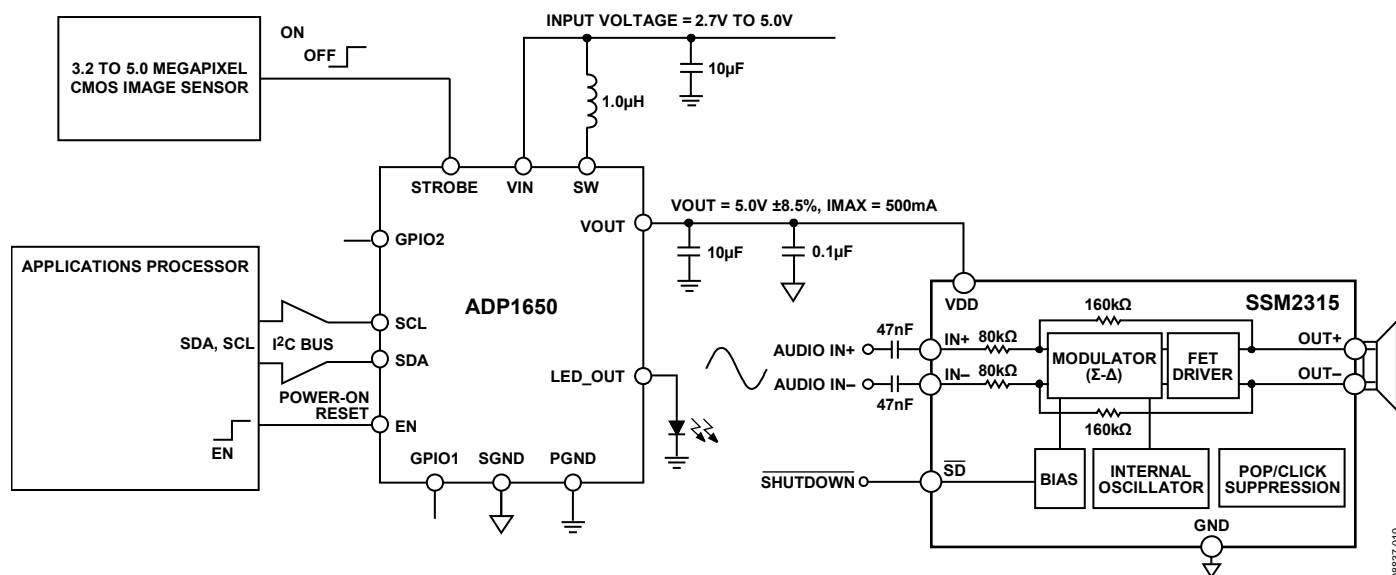 INPUT VOLTAGE = 2.7V TO 5.0V
ON
OFF
3.2 TO 5.0 MEGAPIXEL
CMOS IMAGE SENSOR
10µF
1.0µH
STROBE
VIN
SW
VOUT = 5.0V ±8.5%, IMAX = 500mA
VOUT
GPIO2
10µF
0.1µF
APPLICATIONS PROCESSOR
ADP1650
SCL
SDA, SCL
I²C BUS
SDA
LED_OUT
POWER-ON
RESET
EN
EN
GPIO1
SGND
PGND
VDD
SSM2315
160kΩ
47nF
IN+
80kΩ
AUDIO IN+
MODULATOR
(Σ-Δ)
FET
DRIVER
OUT+
IN–
80kΩ
AUDIO IN–
OUT–
47nF
160kΩ
SHUTDOWN
SD
BIAS
INTERNAL
OSCILLATOR
POP/CLICK
SUPPRESSION
GND
08837-019